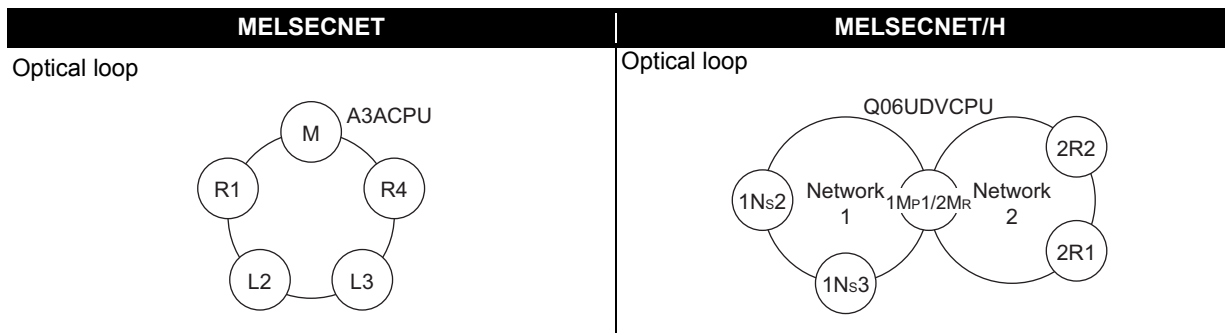 MELSECNET
MELSECNET/H
Optical loop
M
A3ACPU
R1
R4
L2
L3
Optical loop
Q06UDVCPU
2R2
1Ns2
Network
1
1MP1/2MR
Network
2
2R1
1Ns3